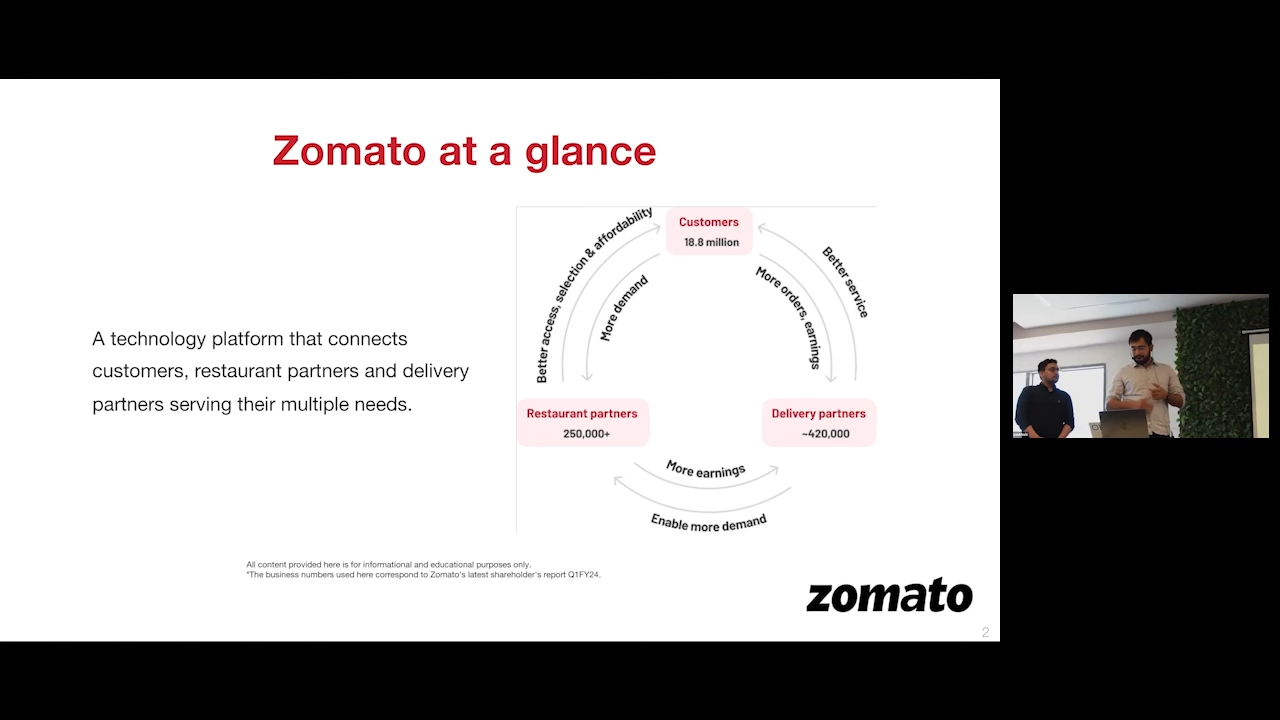 Zomato at a glance
A technology platform that connects
customers, restaurant partners and delivery
partners serving their multiple needs.
Customers
18.8 million
Better access, selection & affordability
More demand
More orders, earnings
Better service
Restaurant partners
250,000+
Delivery partners
~420,000
More earnings
Enable more demand
All content provided here is for informational and educational purposes only.
*The business numbers used here correspond to Zomato's latest shareholder's report Q1FY24.
zomato
2